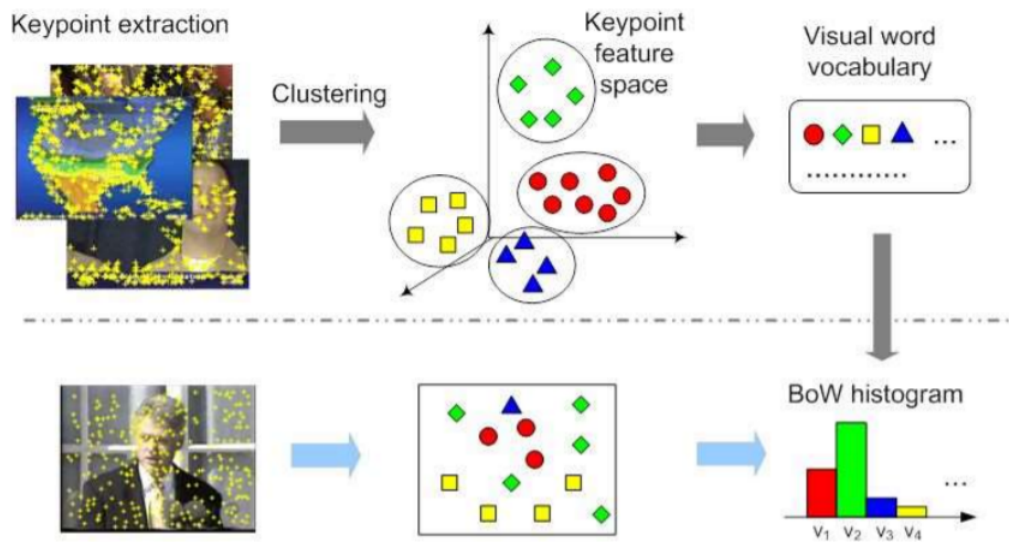 Keypoint extraction
Clustering
Keypoint
feature
space
Visual word
vocabulary
...
.............
BoW histogram
...
v1 v2 v3 v4